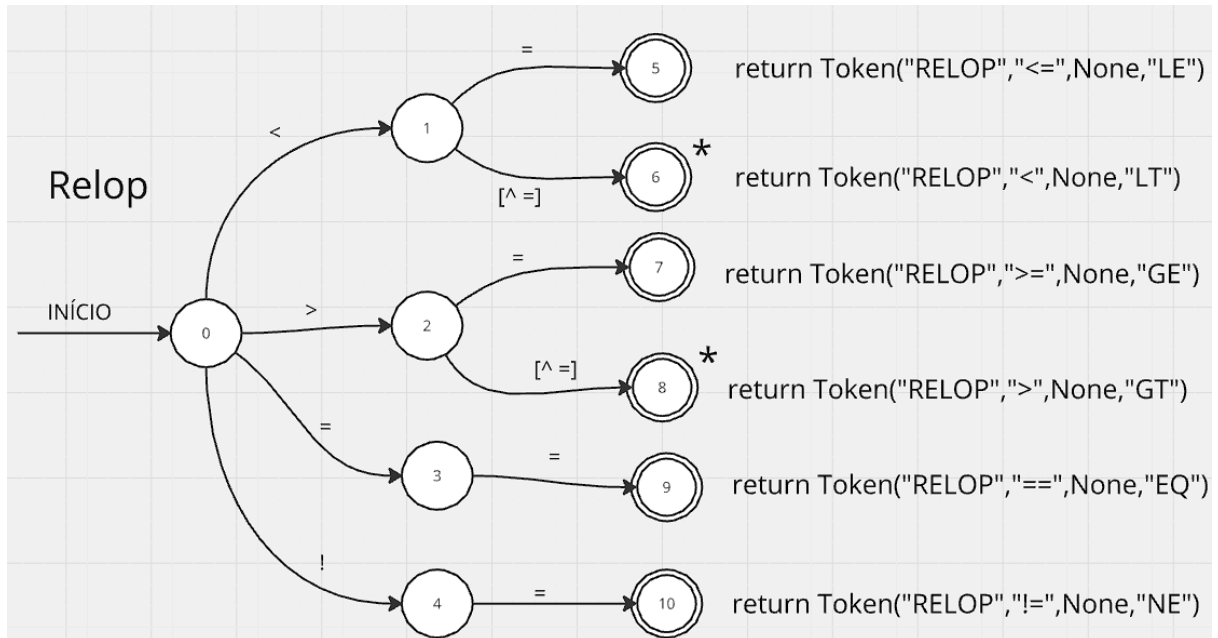 =
5
return Token("RELOP","<=",None,"LE")
<
1
*
Relop
6
return Token("RELOP","<",None,"LT")
[^ =]
=
7
return Token("RELOP",">=",None,"GE")
INÍCIO
>
2
0
*
[^ =]
8
return Token("RELOP",">",None,"GT")
=
=
3
9
return Token("RELOP","==",None,"EQ")
!
=
4
10
return Token("RELOP","!=",None,"NE")